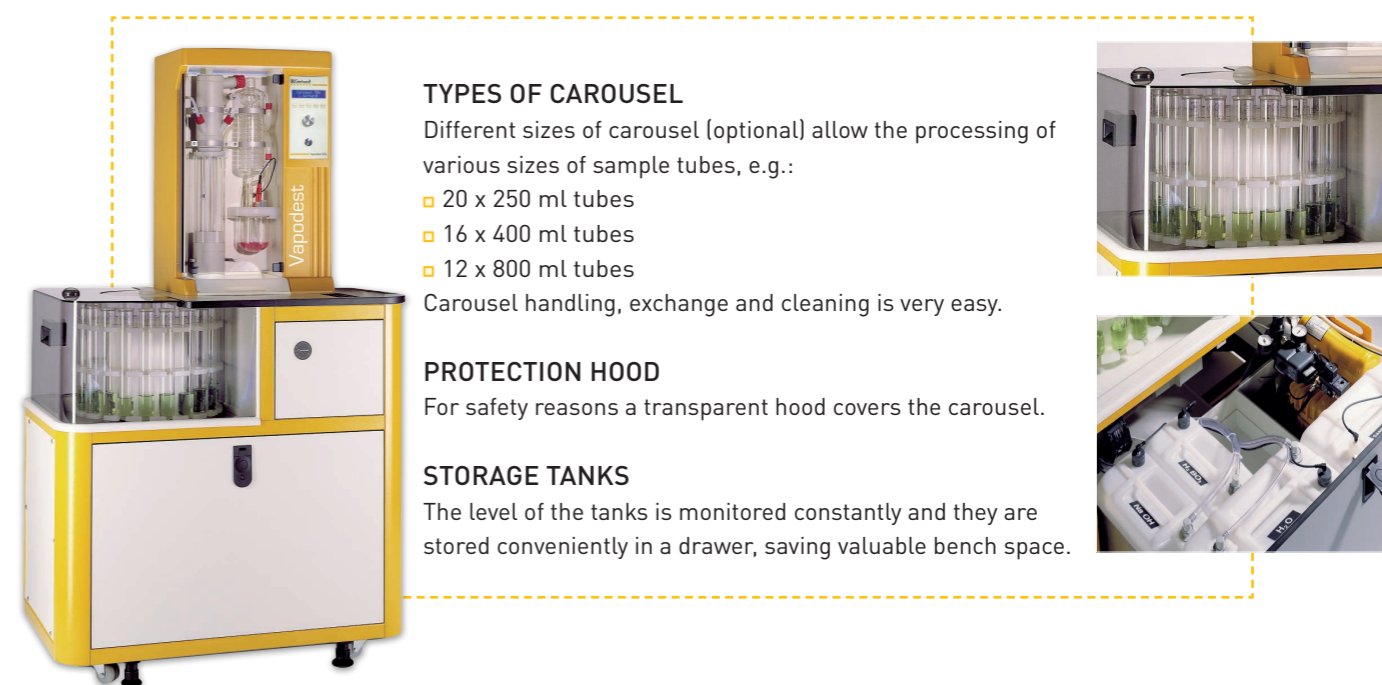 TYPES OF CAROUSEL
Different sizes of carousel (optional) allow the processing of
various sizes of sample tubes, e.g.:
20 x 250 ml tubes
16 x 400 ml tubes
12 x 800 ml tubes
Carousel handling, exchange and cleaning is very easy.
PROTECTION HOOD
For safety reasons a transparent hood covers the carousel.
STORAGE TANKS
The level of the tanks is monitored constantly and they are
stored conveniently in a drawer, saving valuable bench space.
Vapodest
H₃BO₃
Na OH
H₂O